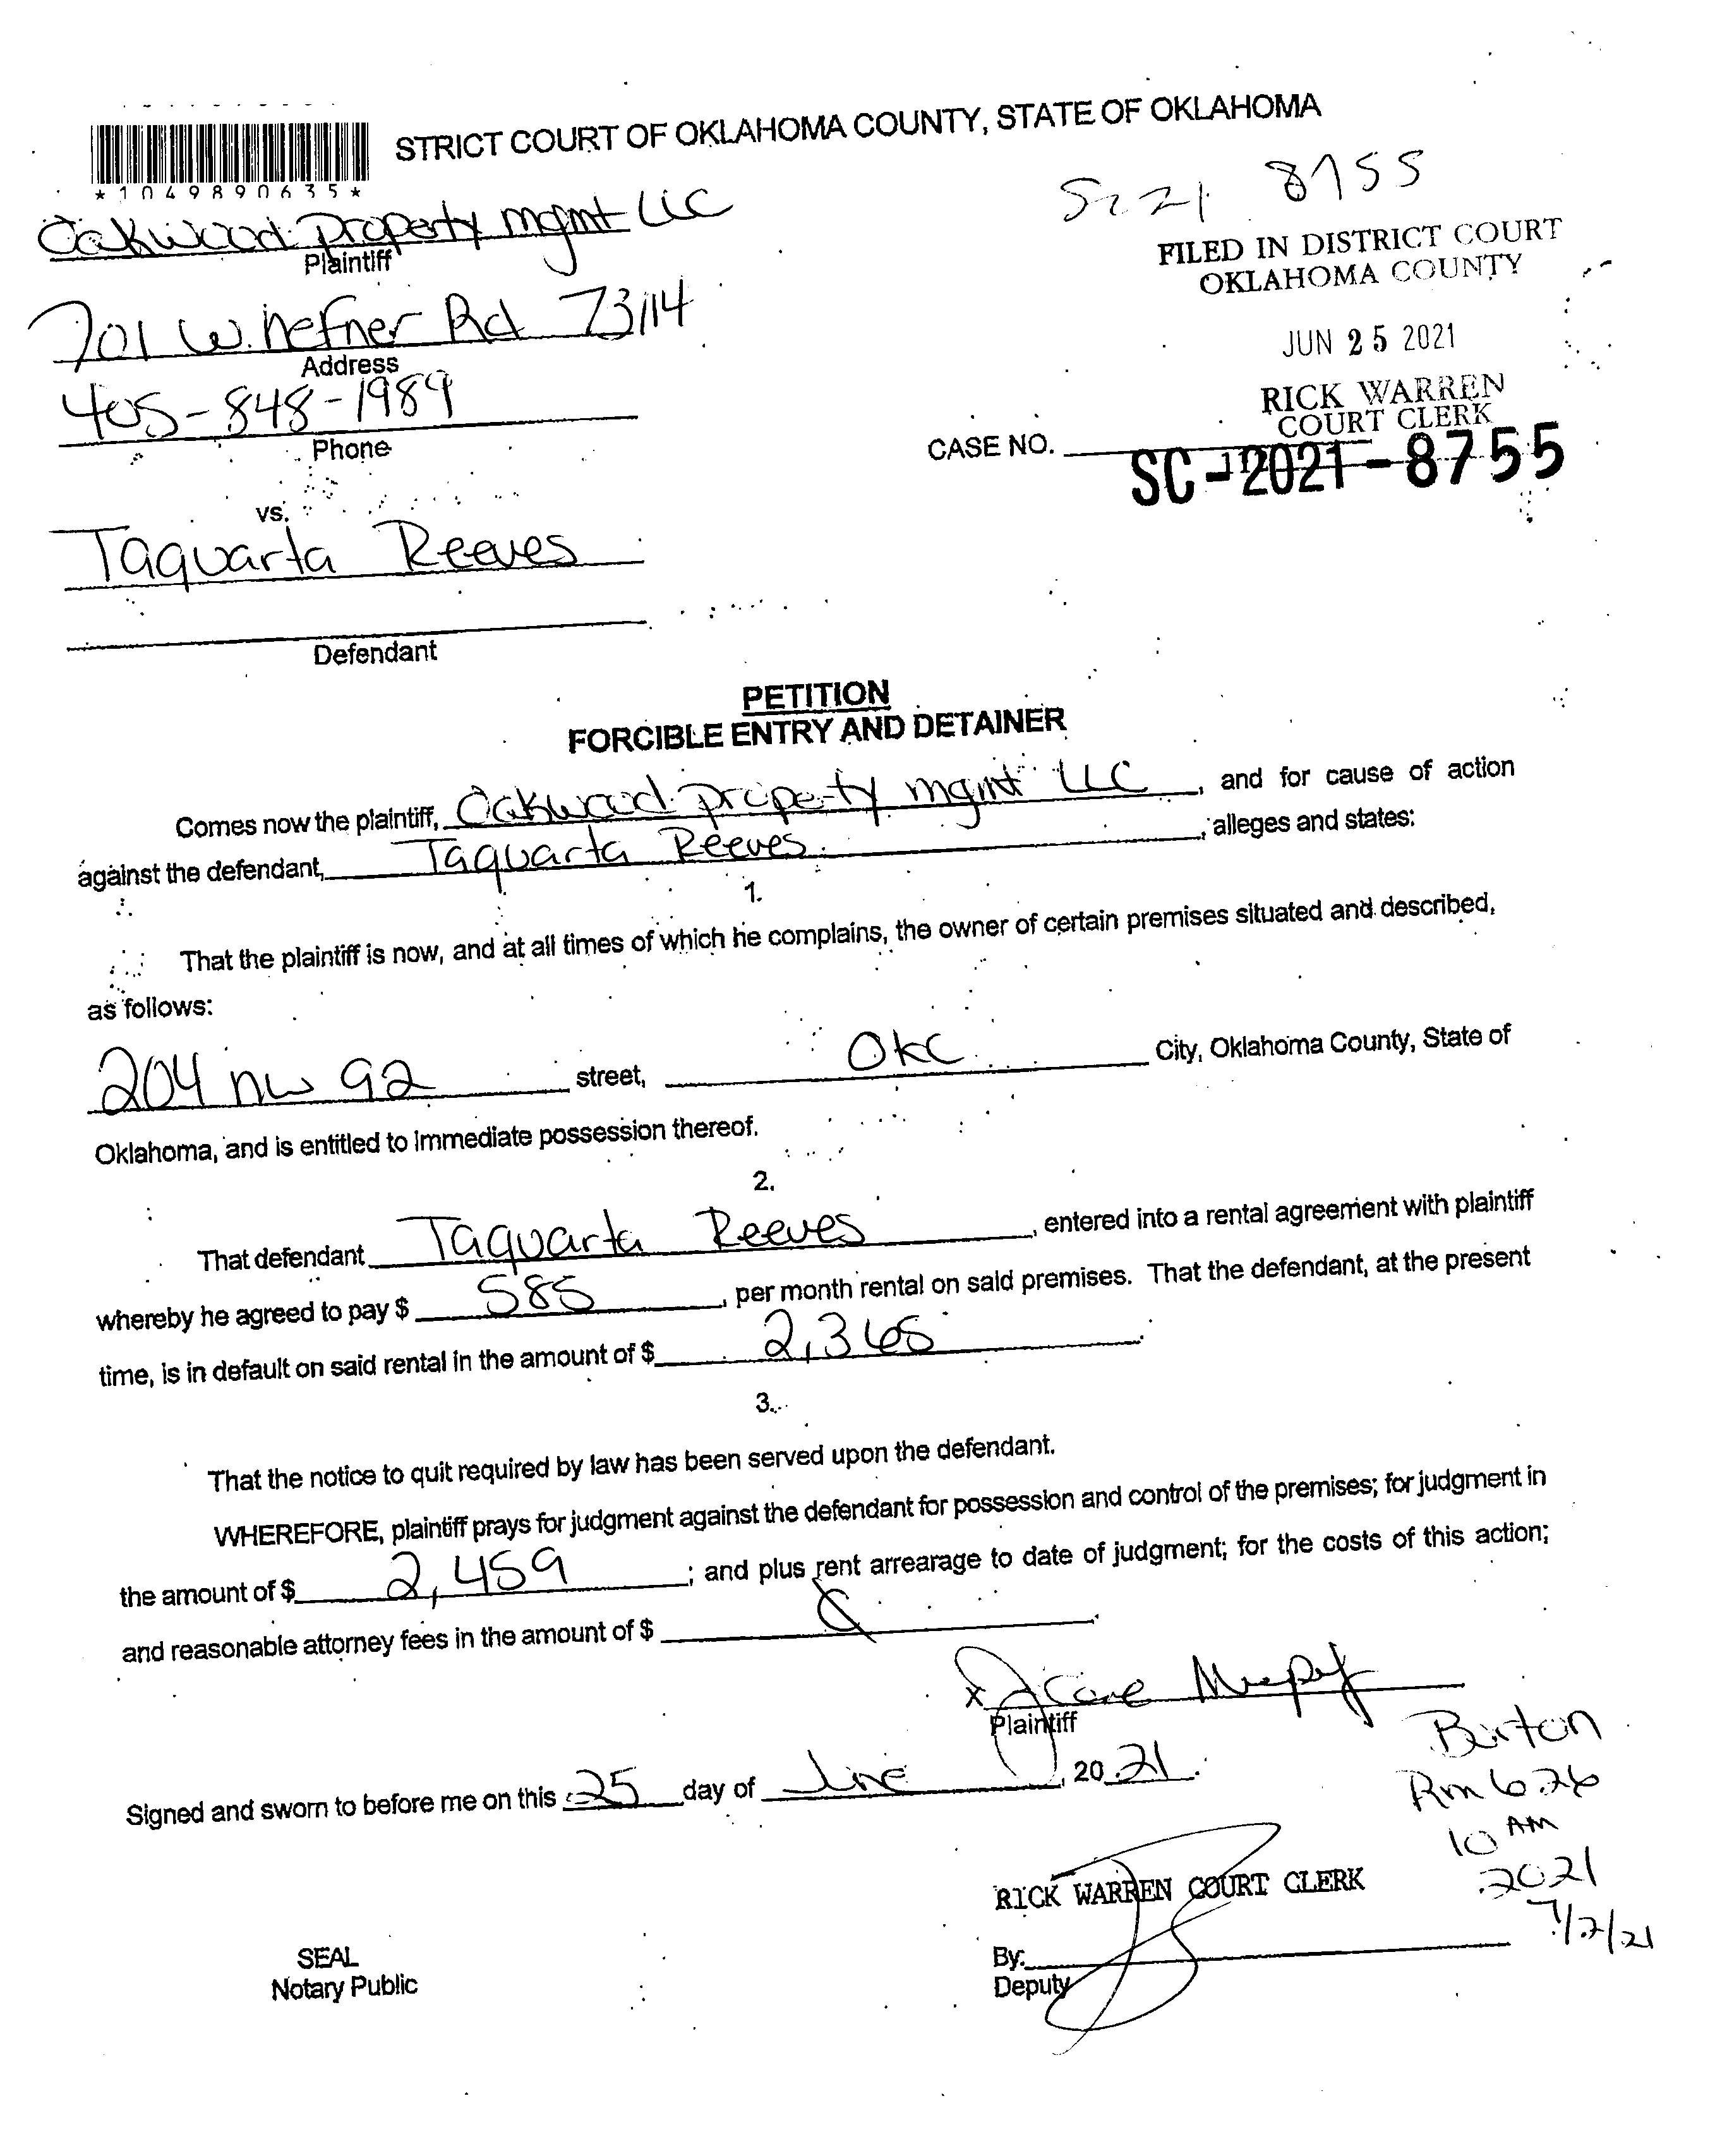 STRICT COURT OF OKLAHOMA COUNTY, STATE OF OKLAHOMA
*1049890635*
SC 21 8755
Oakwood Property mgmt LLC
Plaintiff
FILED IN DISTRICT COURT
OKLAHOMA COUNTY
701 W. Hefner Rd 73114
Address
JUN 25 2021
405-848-1989
Phone
RICK WARREN
COURT CLERK
CASE NO.
SC-2021-8755
vs.
Taquarta Reeves
Defendant
PETITION
FORCIBLE ENTRY AND DETAINER
Comes now the plaintiff, Oakwood property mgmt LLC, and for cause of action
against the defendant, Taquarta Reeves, alleges and states:
1.
That the plaintiff is now, and at all times of which he complains, the owner of certain premises situated and described,
as follows:
204 nw 92 street, OKC City, Oklahoma County, State of
Oklahoma, and is entitled to immediate possession thereof.
2.
That defendant Taquarta Reeves, entered into a rental agreement with plaintiff
whereby he agreed to pay $ 585, per month rental on said premises. That the defendant, at the present
time, is in default on said rental in the amount of $ 2,365.
3.
That the notice to quit required by law has been served upon the defendant.
WHEREFORE, plaintiff prays for judgment against the defendant for possession and control of the premises; for judgment in
the amount of $ 2,459; and plus rent arrearage to date of judgment; for the costs of this action;
and reasonable attorney fees in the amount of $
x
Plaintiff
Signed and sworn to before me on this 25 day of June, 20 21.
Burton
Rm 626
10 AM
2021
7/2/21
RICK WARREN COURT CLERK
By:
Deputy
SEAL
Notary Public